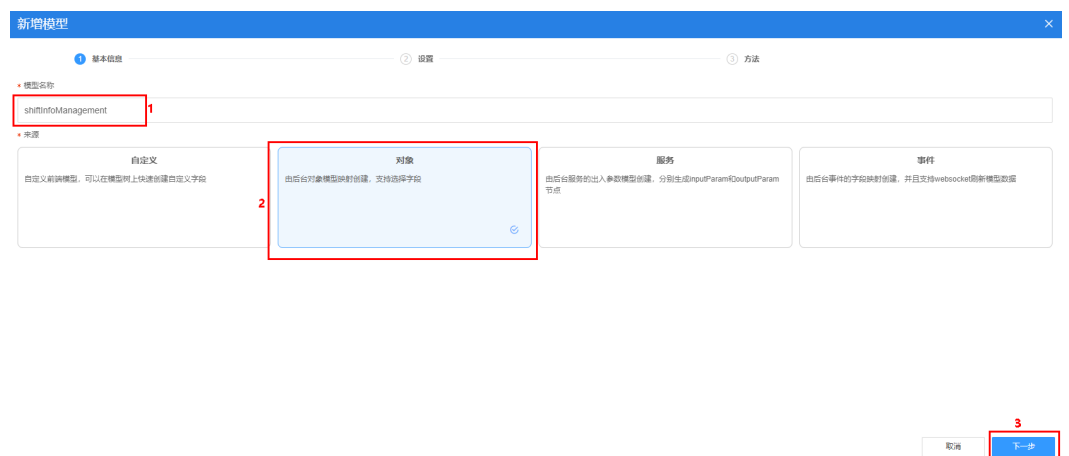 新增模型
×
1 基本信息 2 设置 3 方法
* 模型名称
shiftInfoManagement 1
* 来源
自定义
自定义前端模型，可以在模型树上快速创建自定义字段
2
对象
由后台对象模型映射创建，支持选择字段
服务
由后台服务的出入参数模型创建，分别生成inputParam和outputParam
节点
事件
由后台事件的字段映射创建，并且支持websocket刷新模型数据
3
取消 下一步